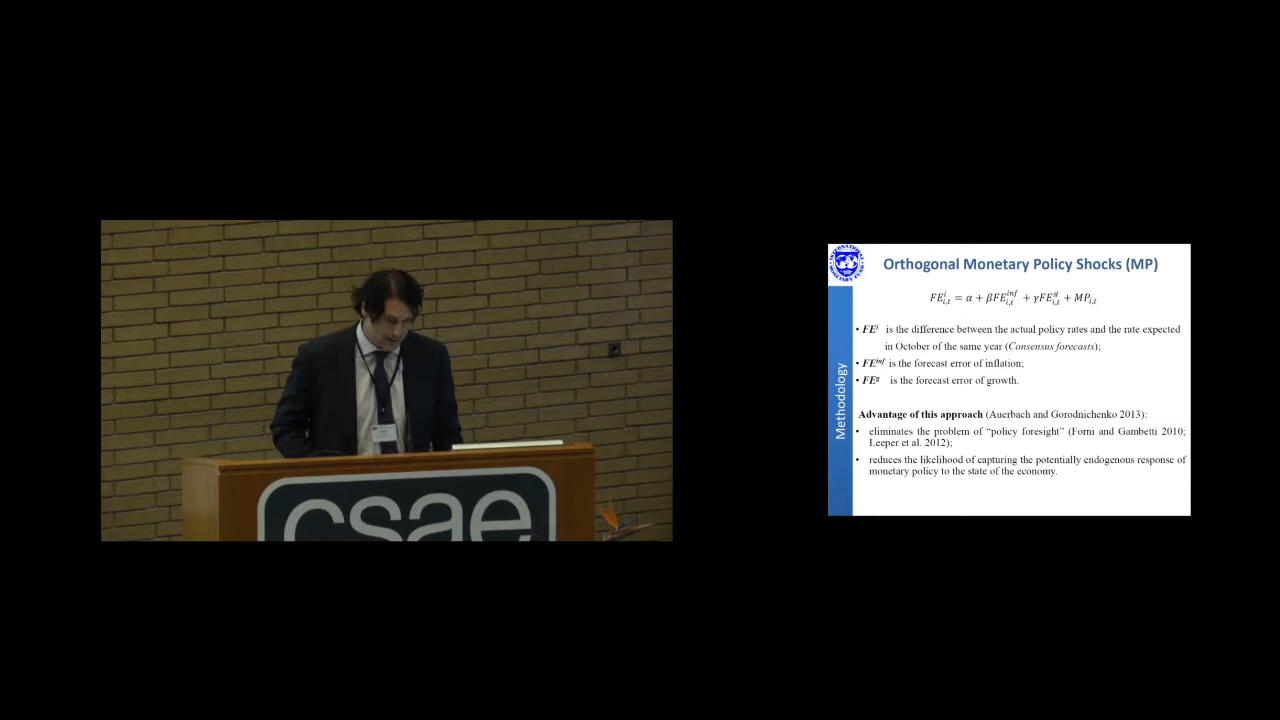 csae
INTERNATIONAL
MONETARY FUND
Orthogonal Monetary Policy Shocks (MP)
FE^i_{i,t} = α + βFE^{inf}_{i,t} + γFE^g_{i,t} + MP_{i,t}
Methodology
• FE^i is the difference between the actual policy rates and the rate expected
in October of the same year (Consensus forecasts);
• FE^{inf} is the forecast error of inflation;
• FE^g is the forecast error of growth.
Advantage of this approach (Auerbach and Gorodnichenko 2013):
• eliminates the problem of “policy foresight” (Forni and Gambetti 2010;
Leeper et al. 2012);
• reduces the likelihood of capturing the potentially endogenous response of
monetary policy to the state of the economy.